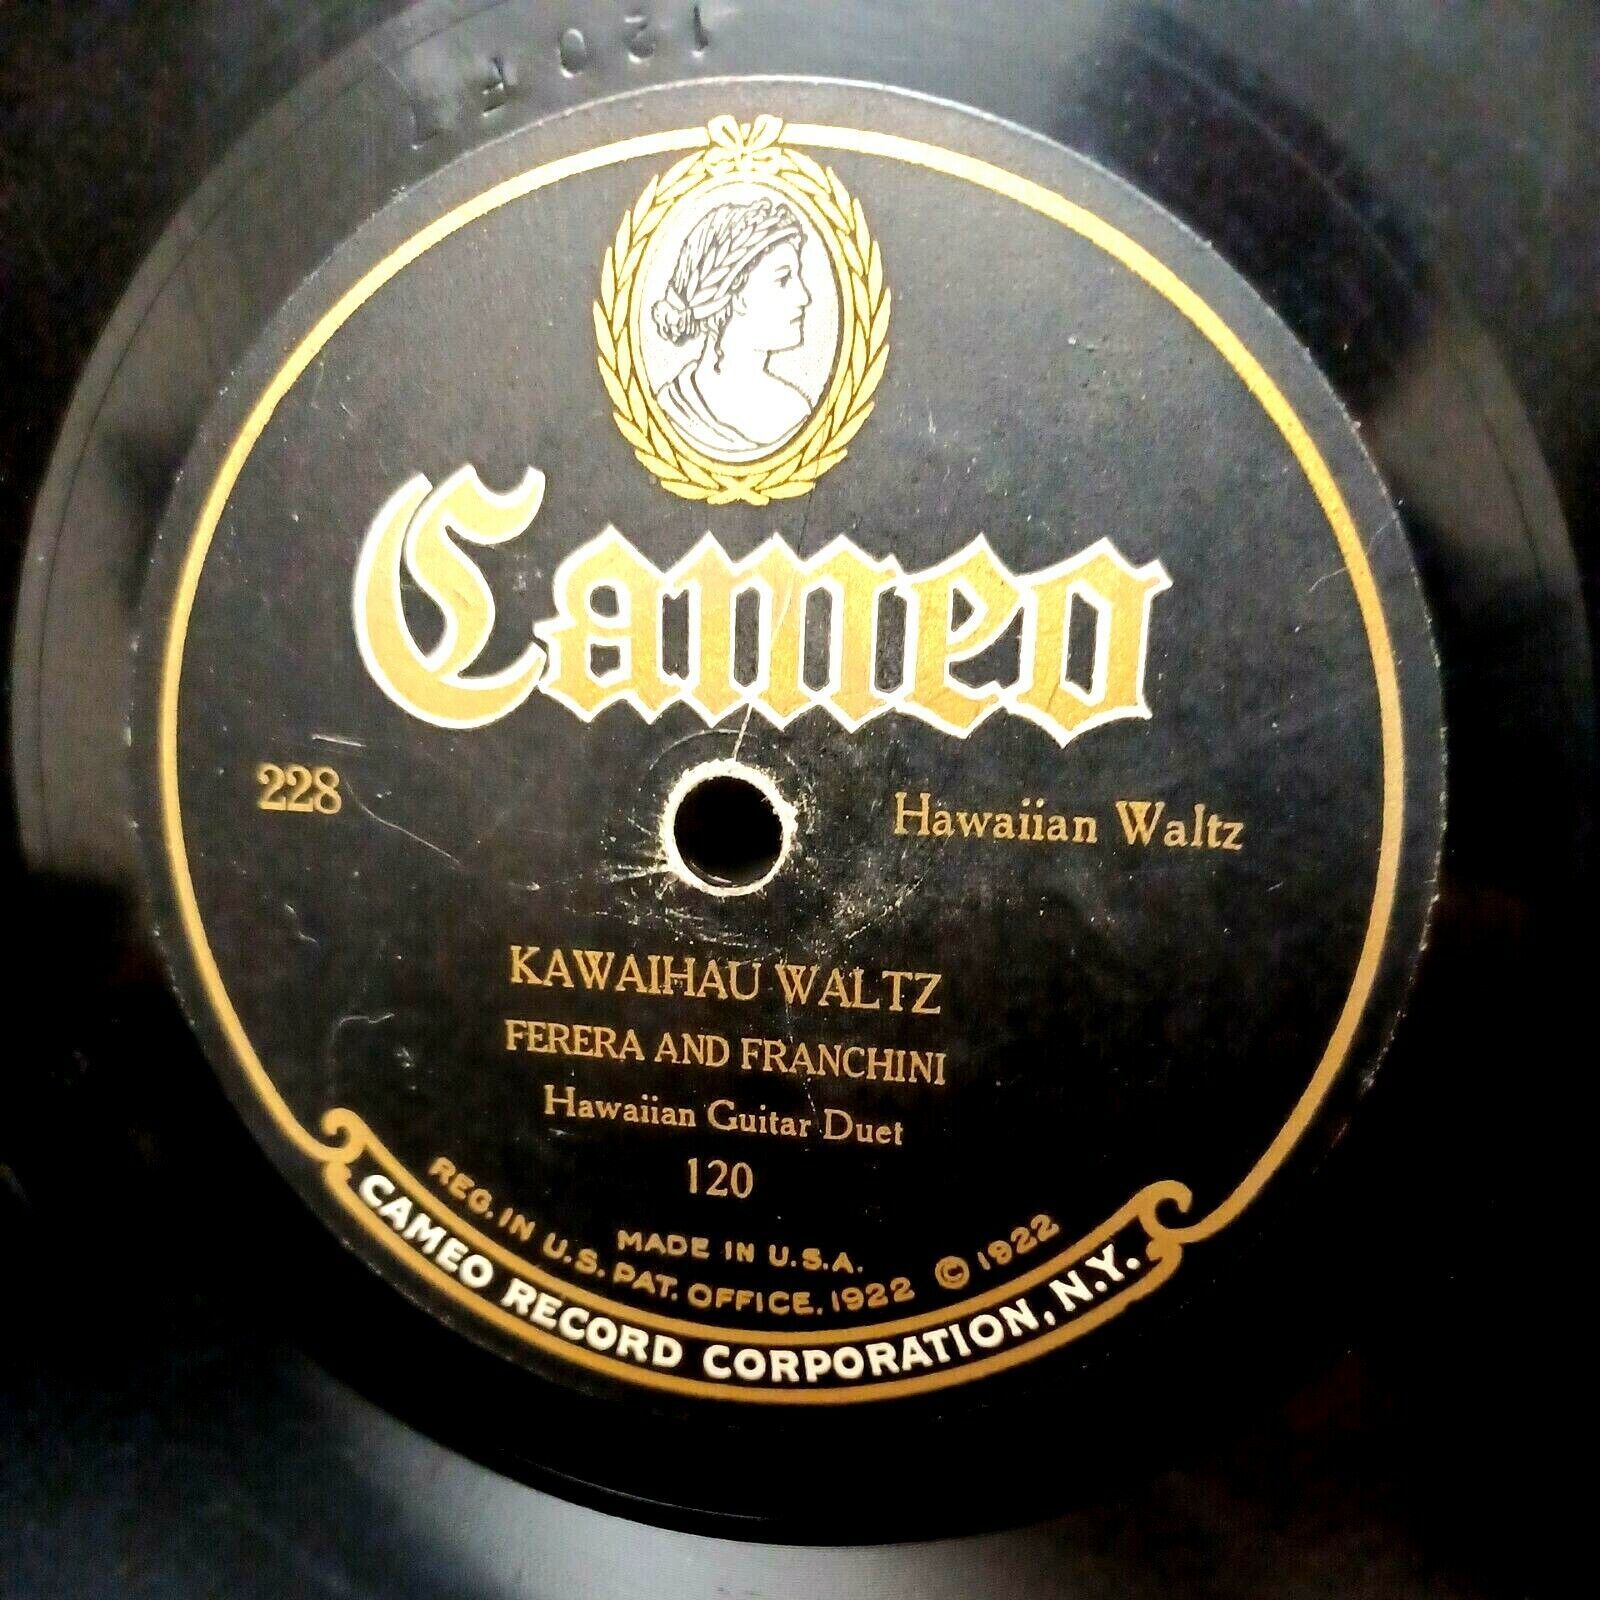 120 F 1
Cameo
228
Hawaiian Waltz
KAWAIHAU WALTZ
FERERA AND FRANCHINI
Hawaiian Guitar Duet
120
MADE IN U.S.A.
REG. IN U.S. PAT. OFFICE, 1922 © 1922
CAMEO RECORD CORPORATION, N.Y.